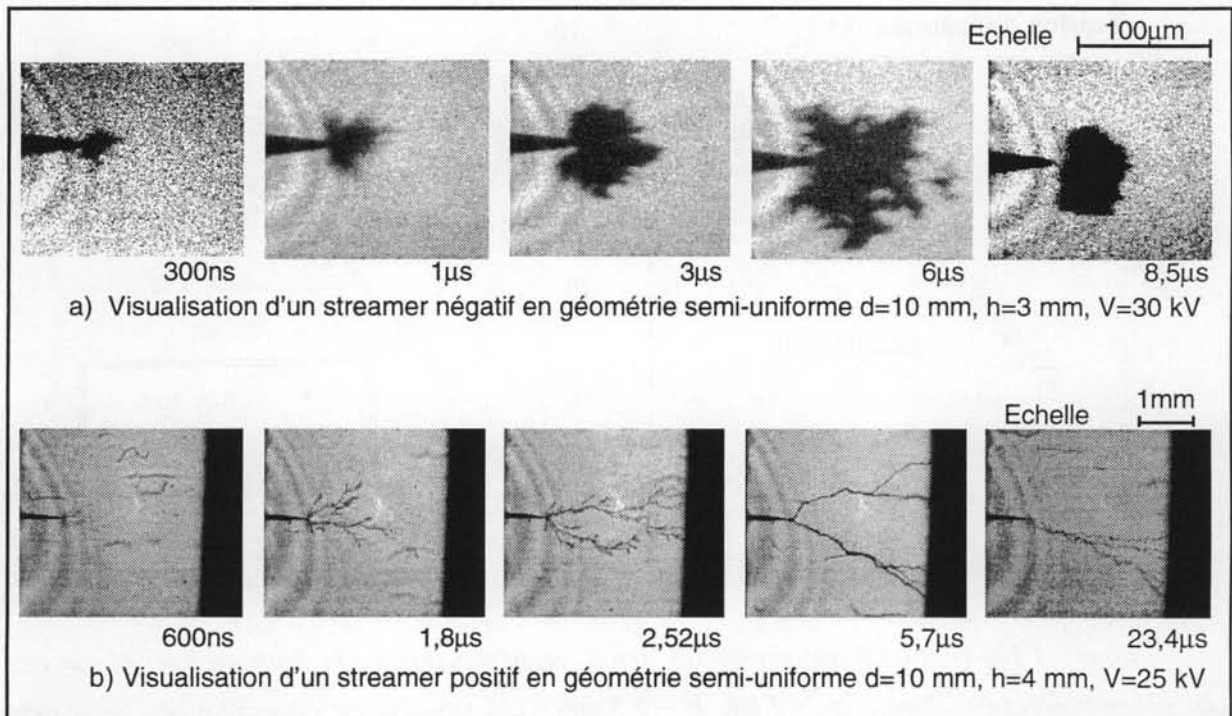 Echelle 100µm
300ns 1µs 3µs 6µs 8,5µs
a) Visualisation d'un streamer négatif en géométrie semi-uniforme d=10 mm, h=3 mm, V=30 kV
Echelle 1mm
600ns 1,8µs 2,52µs 5,7µs 23,4µs
b) Visualisation d'un streamer positif en géométrie semi-uniforme d=10 mm, h=4 mm, V=25 kV